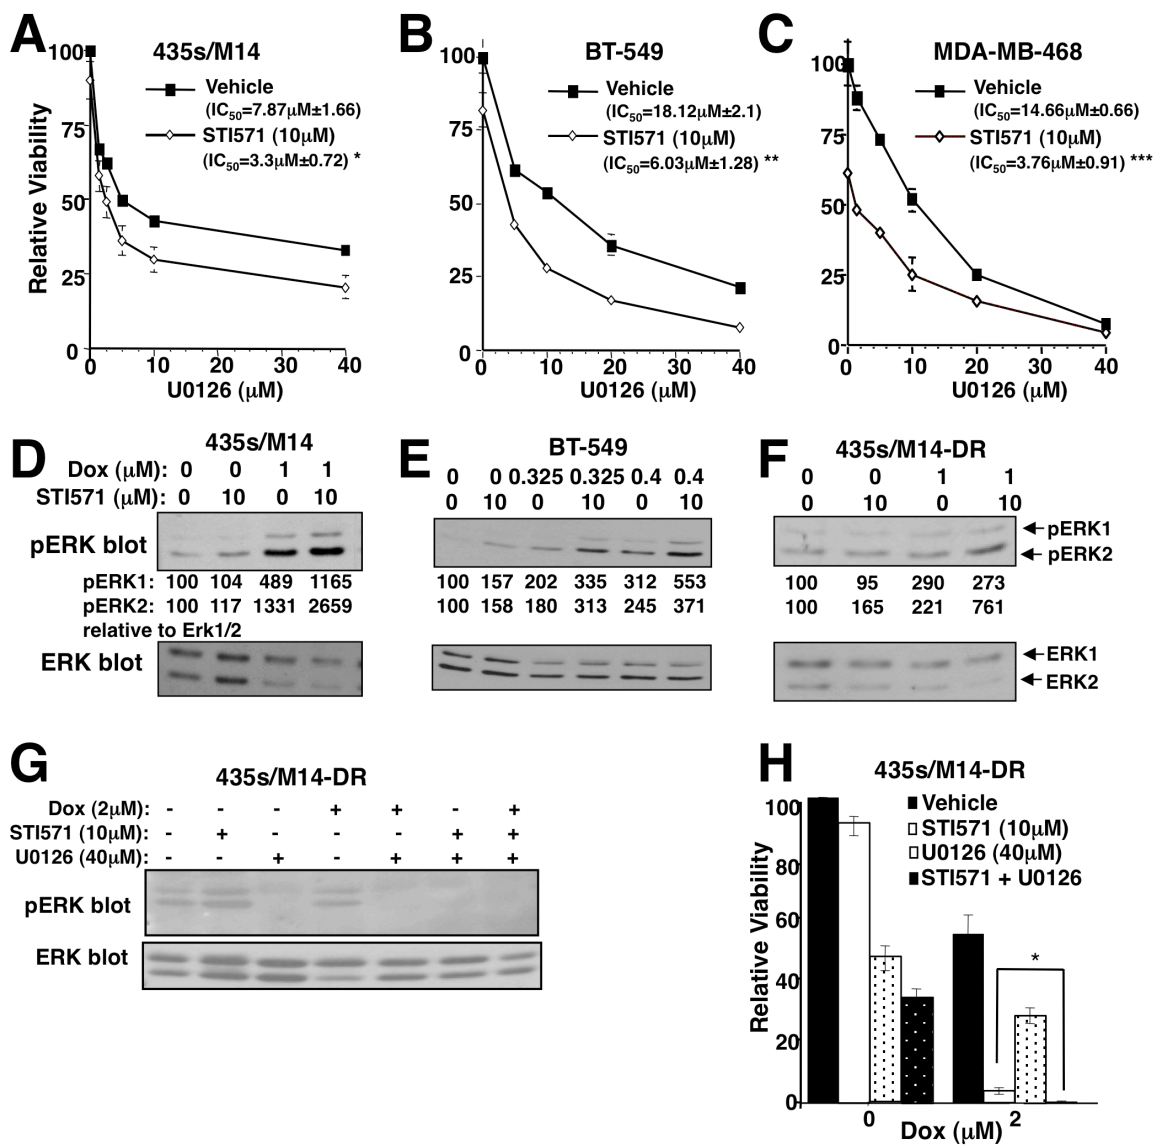 A
435s/M14
Vehicle
(IC50=7.87μM±1.66)
STI571 (10μM)
(IC50=3.3μM±0.72) *
Relative Viability
100
75
50
25
0
0 10 20 30 40
U0126 (μM)
B
BT-549
Vehicle
(IC50=18.12μM±2.1)
STI571 (10μM)
(IC50=6.03μM±1.28) **
100
75
50
25
0
0 10 20 30 40
U0126 (μM)
C
MDA-MB-468
Vehicle
(IC50=14.66μM±0.66)
STI571 (10μM)
(IC50=3.76μM±0.91) ***
100
75
50
25
0
0 10 20 30 40
U0126 (μM)
D
435s/M14
Dox (μM): 0 0 1 1
STI571 (μM): 0 10 0 10
pERK blot
pERK1: 100 104 489 1165
pERK2: 100 117 1331 2659
relative to Erk1/2
ERK blot
E
BT-549
0 0 0.325 0.325 0.4 0.4
0 10 0 10 0 10
100 157 202 335 312 553
100 158 180 313 245 371
F
435s/M14-DR
0 0 1 1
0 10 0 10
pERK1
pERK2
100 95 290 273
100 165 221 761
ERK1
ERK2
G
435s/M14-DR
Dox (2μM): - - - + + - +
STI571 (10μM): - + - - - + +
U0126 (40μM): - - + - + + +
pERK blot
ERK blot
H
435s/M14-DR
Vehicle
STI571 (10μM)
U0126 (40μM)
STI571 + U0126
Relative Viability
100
80
60
40
20
0
*
0 2
Dox (μM)